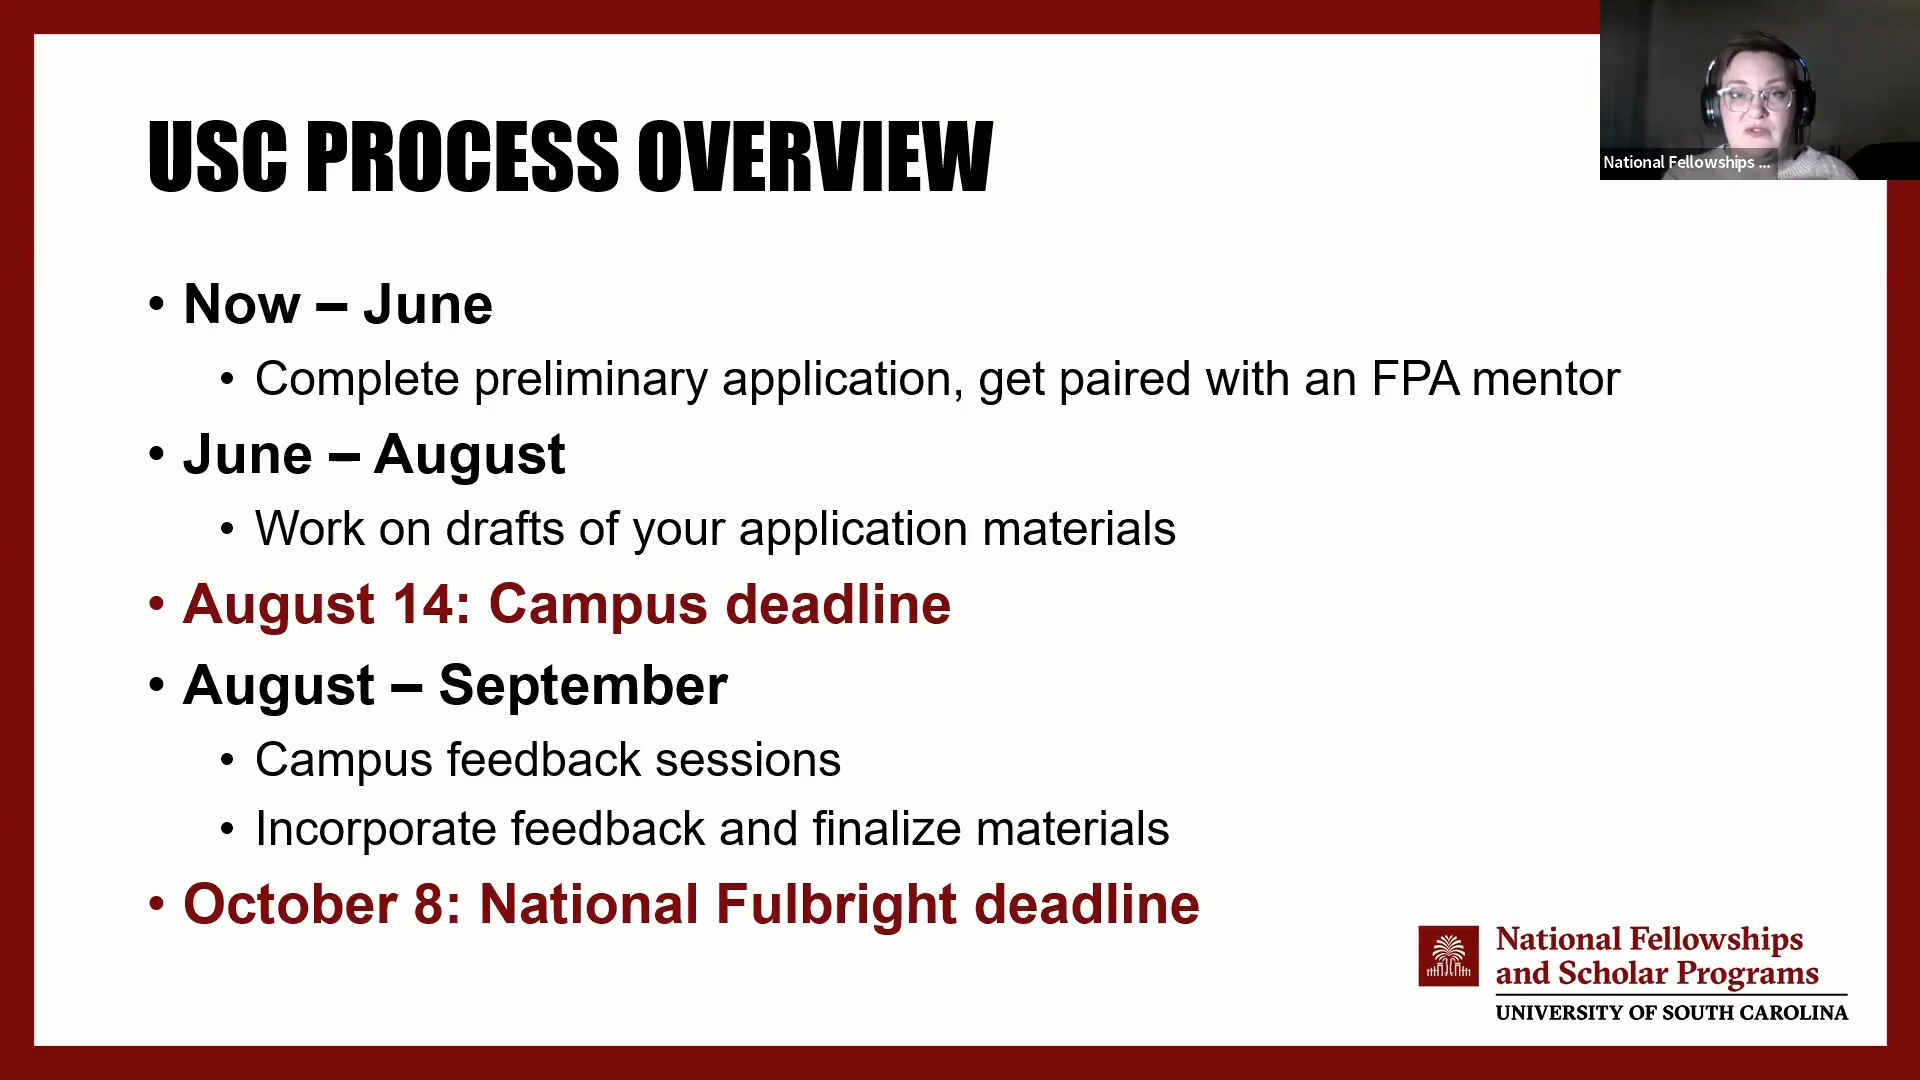 USC PROCESS OVERVIEW
National Fellowships ...
• Now – June
• Complete preliminary application, get paired with an FPA mentor
• June – August
• Work on drafts of your application materials
• August 14: Campus deadline
• August – September
• Campus feedback sessions
• Incorporate feedback and finalize materials
• October 8: National Fulbright deadline
National Fellowships
and Scholar Programs
UNIVERSITY OF SOUTH CAROLINA